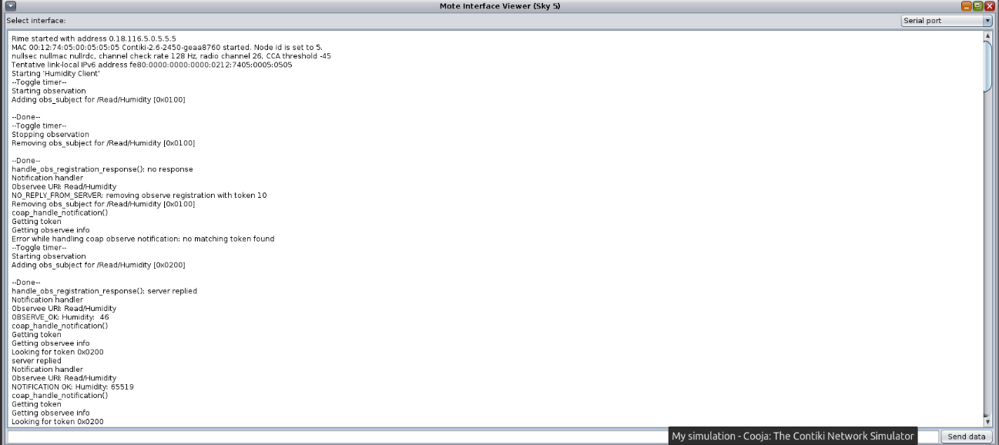 Mote Interface Viewer (Sky 5)
Select interface:
Serial port
Rime started with address 0.18.116.5.0.5.5.5
MAC 00:12:74:05:00:05:05:05 Contiki-2.6-2450-geaa8760 started. Node id is set to 5.
nullsec nullmac nullrdc, channel check rate 128 Hz, radio channel 26, CCA threshold -45
Tentative link-local IPv6 address fe80:0000:0000:0000:0212:7405:0005:0505
Starting 'Humidity Client'
--Toggle timer--
Starting observation
Adding obs_subject for /Read/Humidity [0x0100]
--Done--
--Toggle timer--
Stopping observation
Removing obs_subject for /Read/Humidity [0x0100]
--Done--
handle_obs_registration_response(): no response
Notification handler
Observee URI: Read/Humidity
NO_REPLY_FROM_SERVER: removing observe registration with token 10
Removing obs_subject for /Read/Humidity [0x0100]
coap_handle_notification()
Getting token
Getting observee info
Error while handling coap observe notification: no matching token found
--Toggle timer--
Starting observation
Adding obs_subject for /Read/Humidity [0x0200]
--Done--
handle_obs_registration_response(): server replied
Notification handler
Observee URI: Read/Humidity
OBSERVE_OK: Humidity:  46
coap_handle_notification()
Getting token
Getting observee info
Looking for token 0x0200
server replied
Notification handler
Observee URI: Read/Humidity
NOTIFICATION OK: Humidity: 65519
coap_handle_notification()
Getting token
Getting observee info
Looking for token 0x0200
My simulation - Cooja: The Contiki Network Simulator
Send data